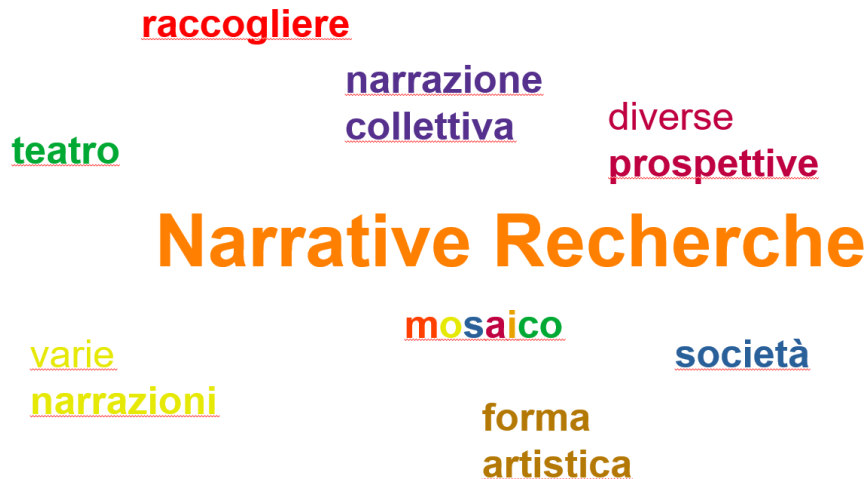 raccogliere
narrazione
collettiva
diverse
prospettive
teatro
Narrative Recherche
mosaico
varie
narrazioni
società
forma
artistica